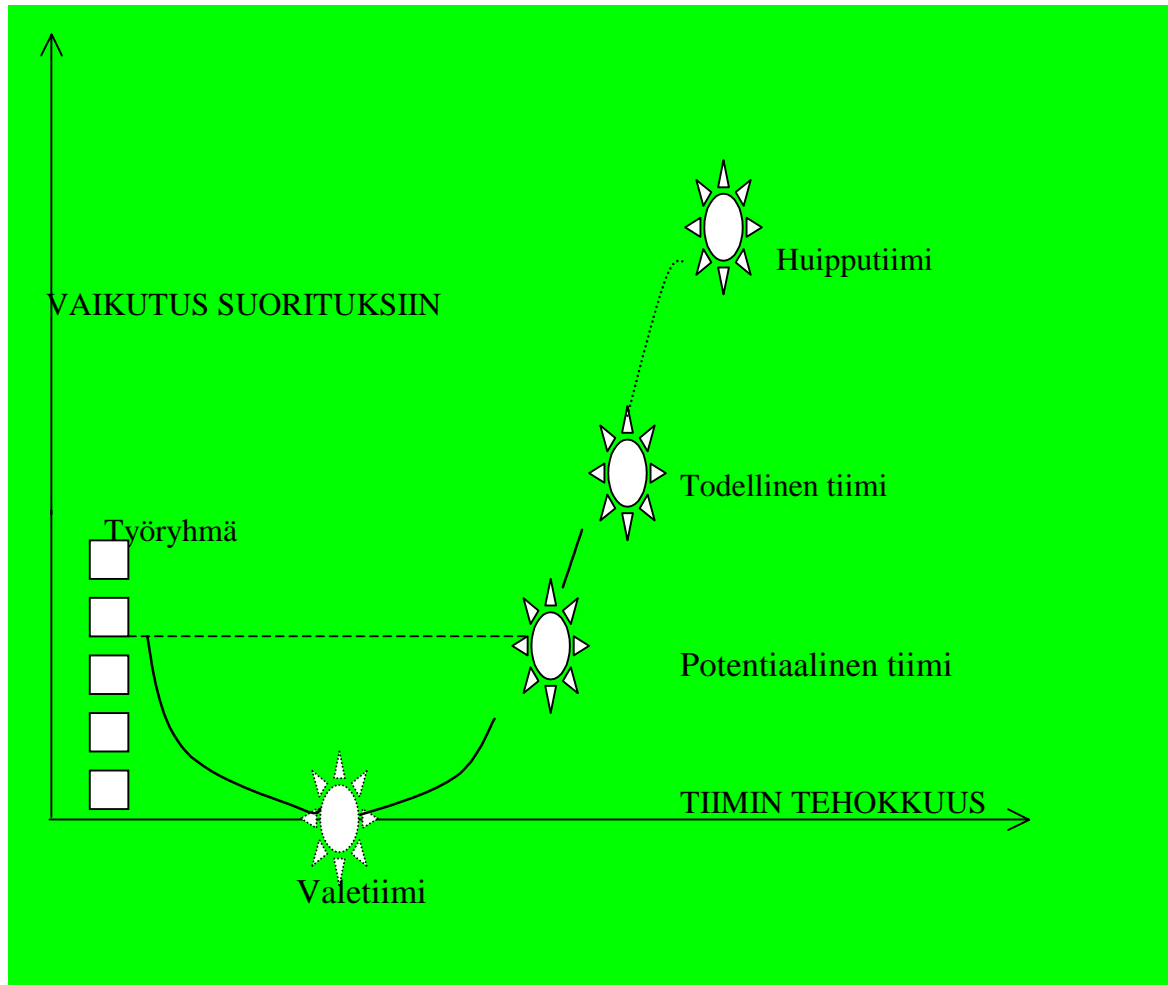 Huipputiimi
VAIKUTUS SUORITUKSIIN
Todellinen tiimi
Työryhmä
Potentiaalinen tiimi
TIIMIN TEHOKKUUS
Valetiimi